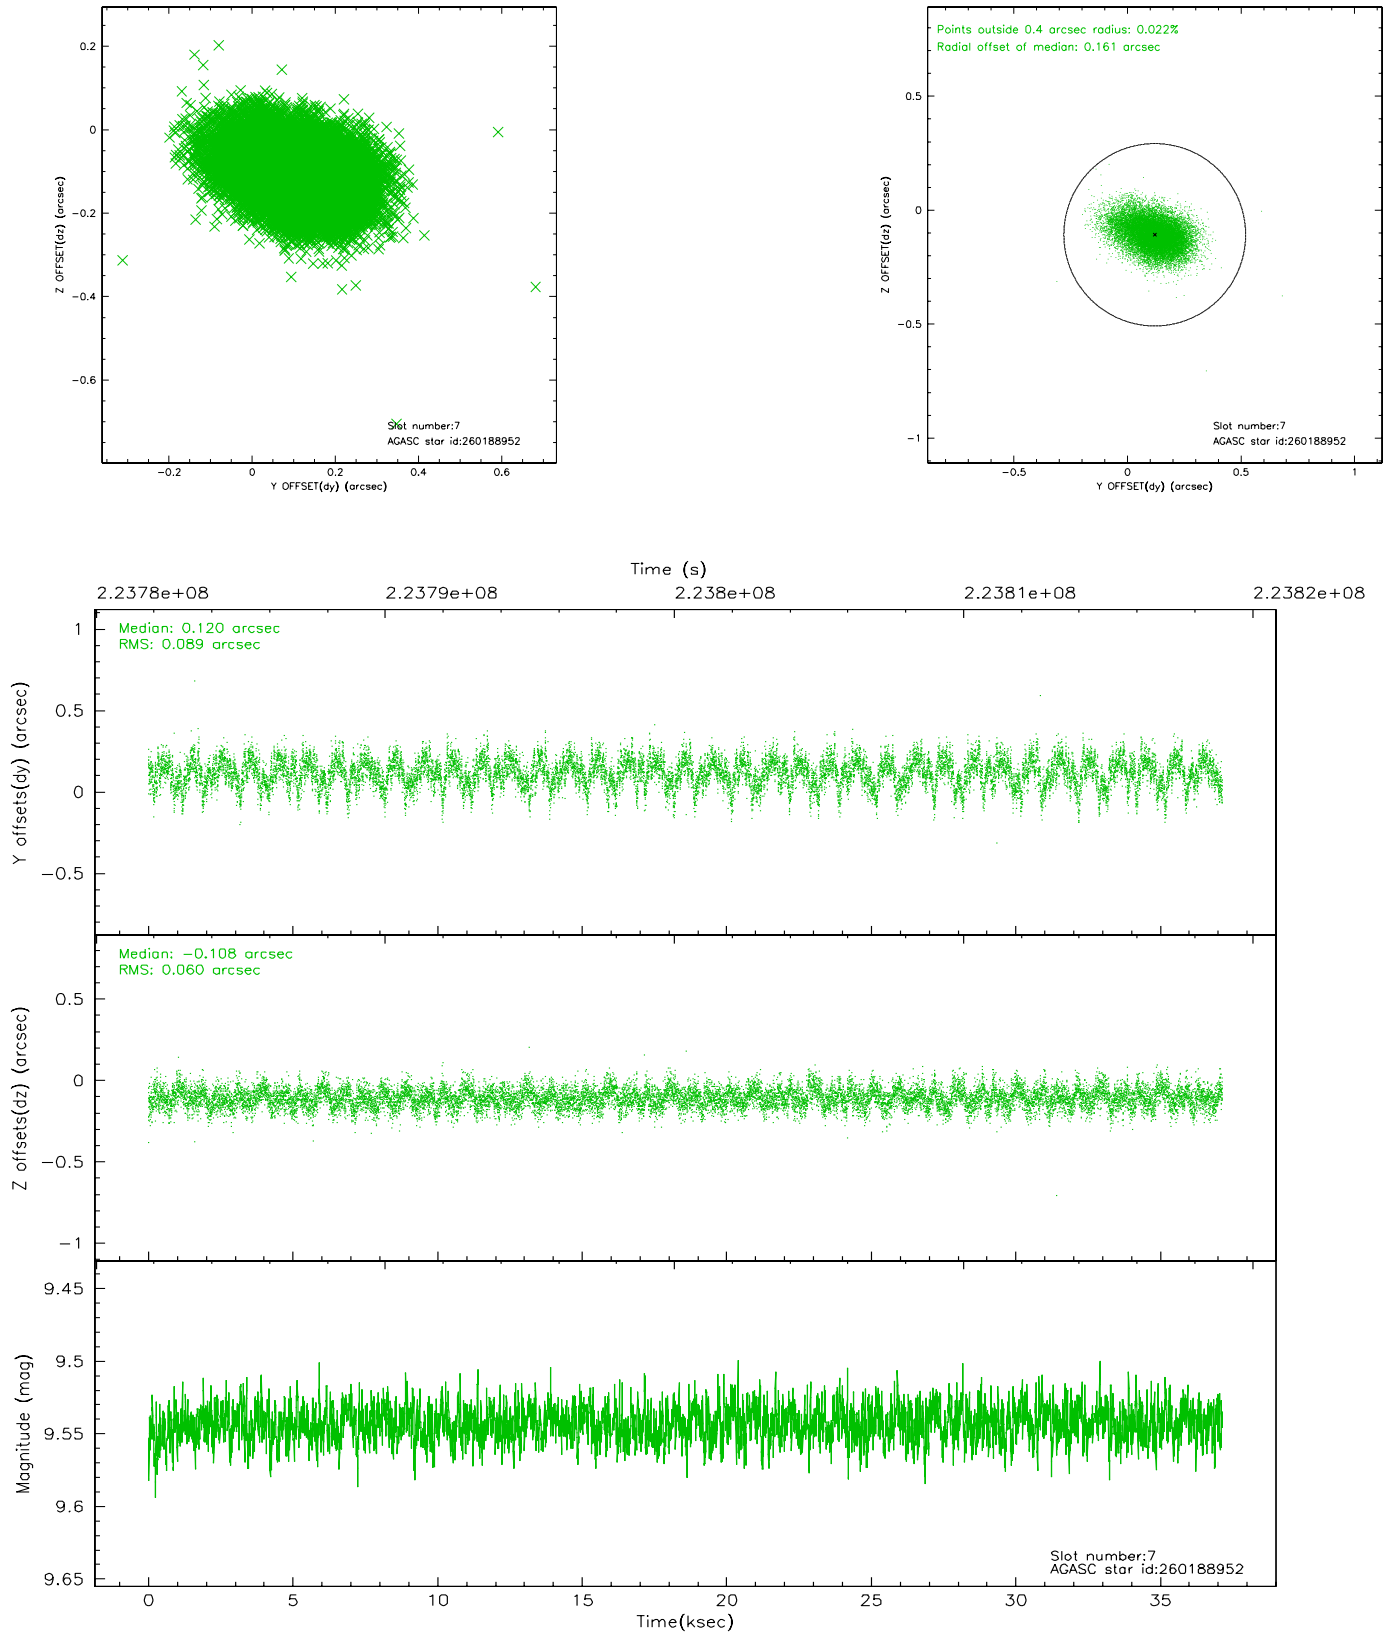 0.2
0
-0.2
-0.4
-0.6
Z OFFSET(dz) (arcsec)
Slot number:7
AGASC star id:260188952
-0.2 0 0.2 0.4 0.6
Y OFFSET(dy) (arcsec)
Points outside 0.4 arcsec radius: 0.022%
Radial offset of median: 0.161 arcsec
0.5
0
-0.5
-1
Z OFFSET(dz) (arcsec)
Slot number:7
AGASC star id:260188952
-0.5 0 0.5 1
Y OFFSET(dy) (arcsec)
Time (s)
2.2378e+08 2.2379e+08 2.238e+08 2.2381e+08 2.2382e+08
Median: 0.120 arcsec
RMS: 0.089 arcsec
1
0.5
0
-0.5
Y offsets(dy) (arcsec)
Median: -0.108 arcsec
RMS: 0.060 arcsec
0.5
0
-0.5
-1
Z offsets(dz) (arcsec)
9.45
9.5
9.55
9.6
9.65
Magnitude (mag)
Slot number:7
AGASC star id:260188952
0 5 10 15 20 25 30 35
Time(ksec)